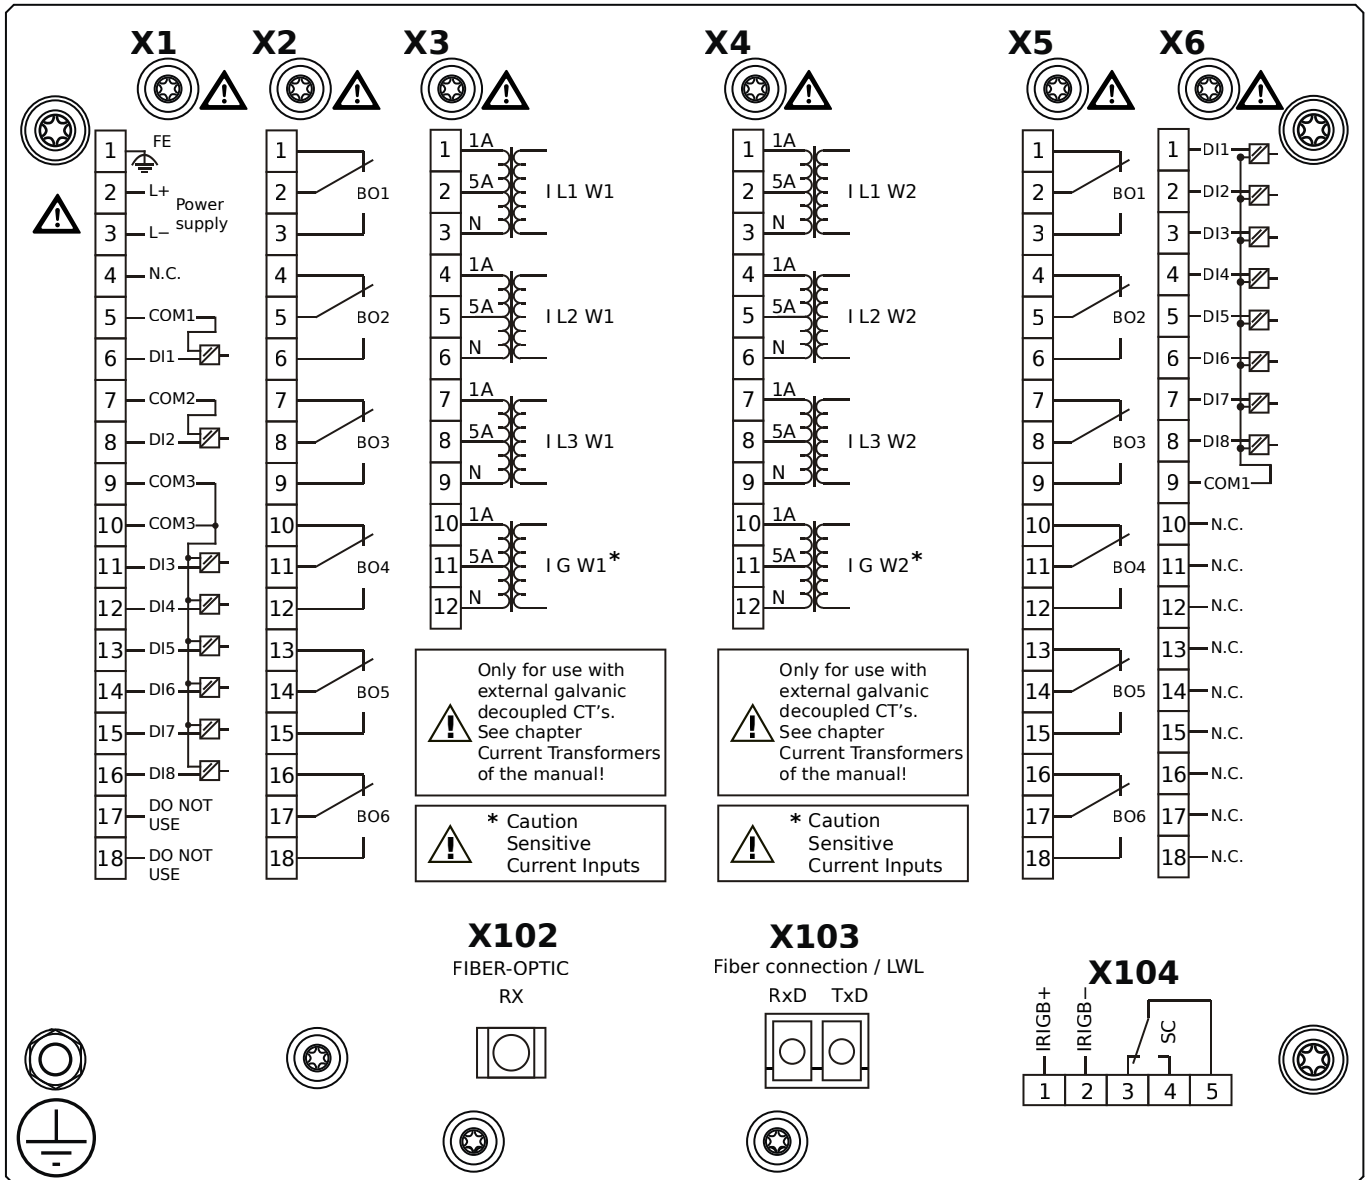 X1 X2 X3 X4 X5 X6
1 FE
2 L+
Power
supply
3 L−
4 N.C.
5 COM1
6 DI1
7 COM2
8 DI2
9 COM3
10 COM3
11 DI3
12 DI4
13 DI5
14 DI6
15 DI7
16 DI8
17 DO NOT
USE
18 DO NOT
USE
1
2 BO1
3
4
5 BO2
6
7
8 BO3
9
10
11 BO4
12
13
14 BO5
15
16
17 BO6
18
1 1A
2 5A I L1 W1
3 N
4 1A
5 5A I L2 W1
6 N
7 1A
8 5A I L3 W1
9 N
10 1A
11 5A I G W1*
12 N
Only for use with
external galvanic
decoupled CT's.
See chapter
Current Transformers
of the manual!
* Caution
Sensitive
Current Inputs
1 1A
2 5A I L1 W2
3 N
4 1A
5 5A I L2 W2
6 N
7 1A
8 5A I L3 W2
9 N
10 1A
11 5A I G W2*
12 N
Only for use with
external galvanic
decoupled CT's.
See chapter
Current Transformers
of the manual!
* Caution
Sensitive
Current Inputs
1
2 BO1
3
4
5 BO2
6
7
8 BO3
9
10
11 BO4
12
13
14 BO5
15
16
17 BO6
18
1 DI1
2 DI2
3 DI3
4 DI4
5 DI5
6 DI6
7 DI7
8 DI8
9 COM1
10 N.C.
11 N.C.
12 N.C.
13 N.C.
14 N.C.
15 N.C.
16 N.C.
17 N.C.
18 N.C.
X102
FIBER-OPTIC
RX
X103
Fiber connection / LWL
RxD TxD
X104
IRIGB+
IRIGB−
SC
1 2 3 4 5